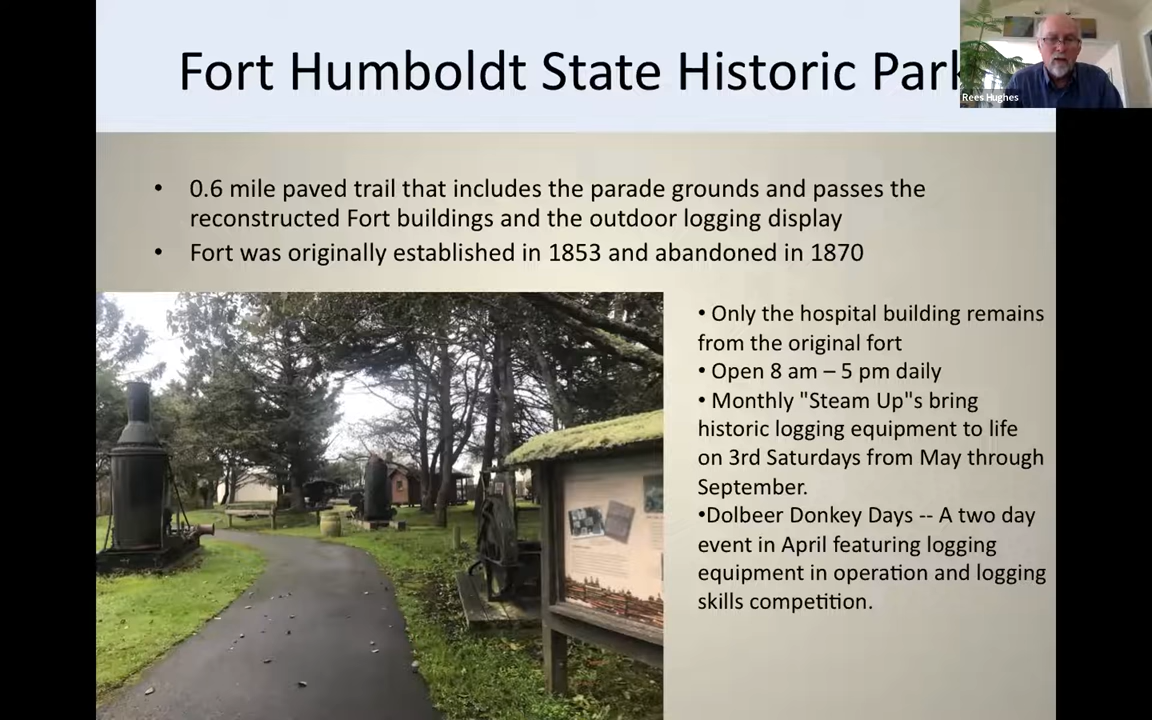 Fort Humboldt State Historic Park
Rees Hughes
• 0.6 mile paved trail that includes the parade grounds and passes the
reconstructed Fort buildings and the outdoor logging display
• Fort was originally established in 1853 and abandoned in 1870
• Only the hospital building remains
from the original fort
• Open 8 am – 5 pm daily
• Monthly "Steam Up"s bring
historic logging equipment to life
on 3rd Saturdays from May through
September.
•Dolbeer Donkey Days -- A two day
event in April featuring logging
equipment in operation and logging
skills competition.